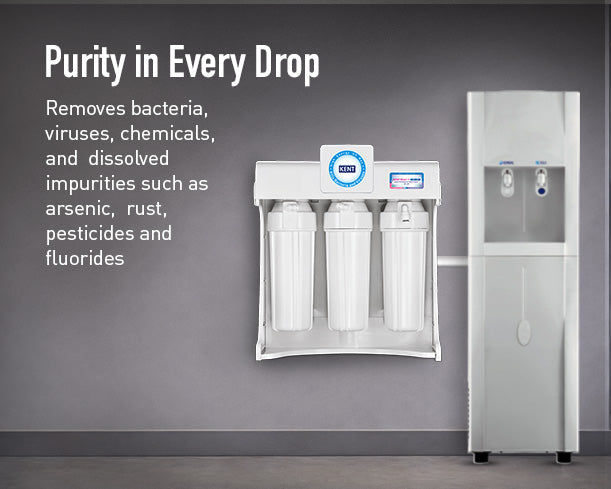 Purity in Every Drop
Removes bacteria,
viruses, chemicals,
and dissolved
impurities such as
arsenic, rust,
pesticides and
fluorides
KENT